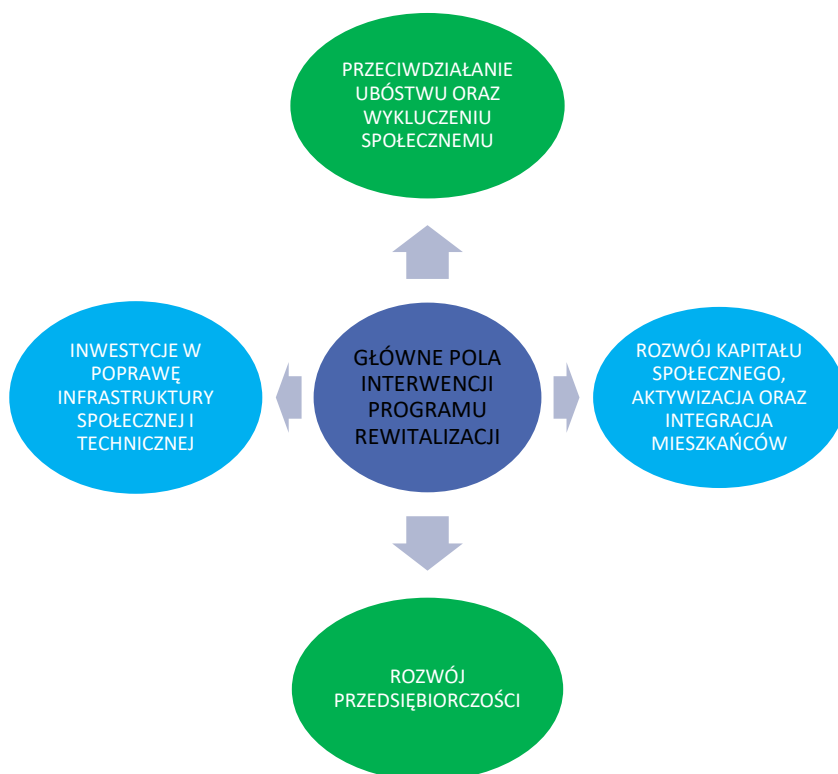 PRZECIWDZIAŁANIE
UBÓSTWU ORAZ
WYKLUCZENIU
SPOŁECZNEMU
INWESTYCJE W
POPRAWĘ
INFRASTRUKTURY
SPOŁECZNEJ I
TECHNICZNEJ
GŁÓWNE POLA
INTERWENCJI
PROGRAMU
REWITALIZACJI
ROZWÓJ KAPITAŁU
SPOŁECZNEGO,
AKTYWIZACJA ORAZ
INTEGRACJA
MIESZKAŃCÓW
ROZWÓJ
PRZEDSIĘBIORCZOŚCI